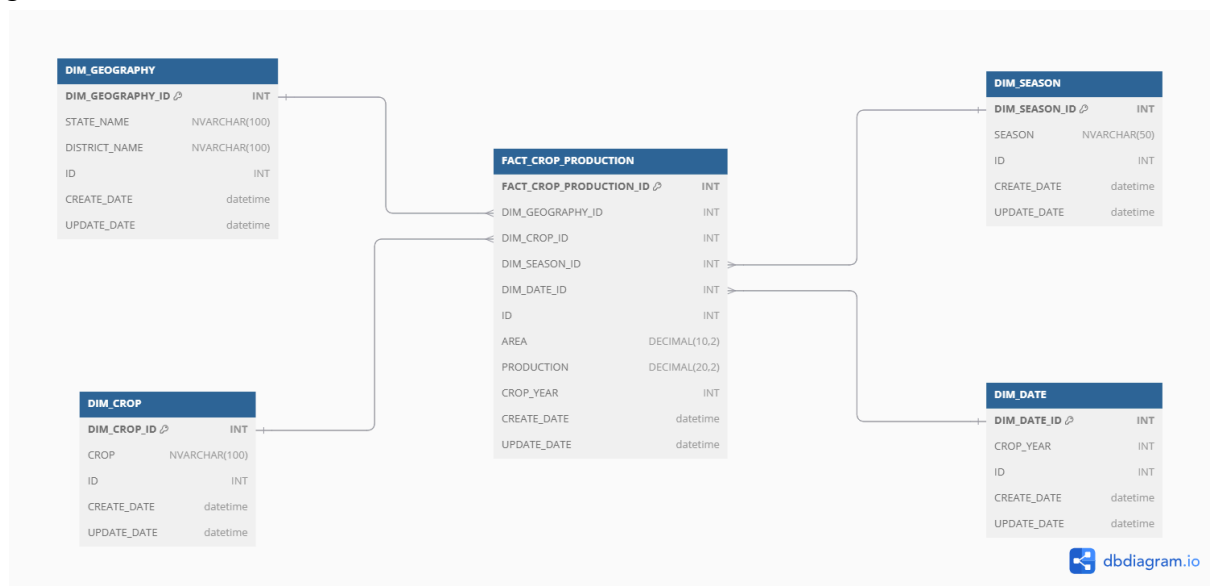 DIM_GEOGRAPHY
DIM_GEOGRAPHY_ID INT
STATE_NAME NVARCHAR(100)
DISTRICT_NAME NVARCHAR(100)
ID INT
CREATE_DATE datetime
UPDATE_DATE datetime
DIM_CROP
DIM_CROP_ID INT
CROP NVARCHAR(100)
ID INT
CREATE_DATE datetime
UPDATE_DATE datetime
FACT_CROP_PRODUCTION
FACT_CROP_PRODUCTION_ID INT
DIM_GEOGRAPHY_ID INT
DIM_CROP_ID INT
DIM_SEASON_ID INT
DIM_DATE_ID INT
ID INT
AREA DECIMAL(10,2)
PRODUCTION DECIMAL(20,2)
CROP_YEAR INT
CREATE_DATE datetime
UPDATE_DATE datetime
DIM_SEASON
DIM_SEASON_ID INT
SEASON NVARCHAR(50)
ID INT
CREATE_DATE datetime
UPDATE_DATE datetime
DIM_DATE
DIM_DATE_ID INT
CROP_YEAR INT
ID INT
CREATE_DATE datetime
UPDATE_DATE datetime
dbdiagram.io